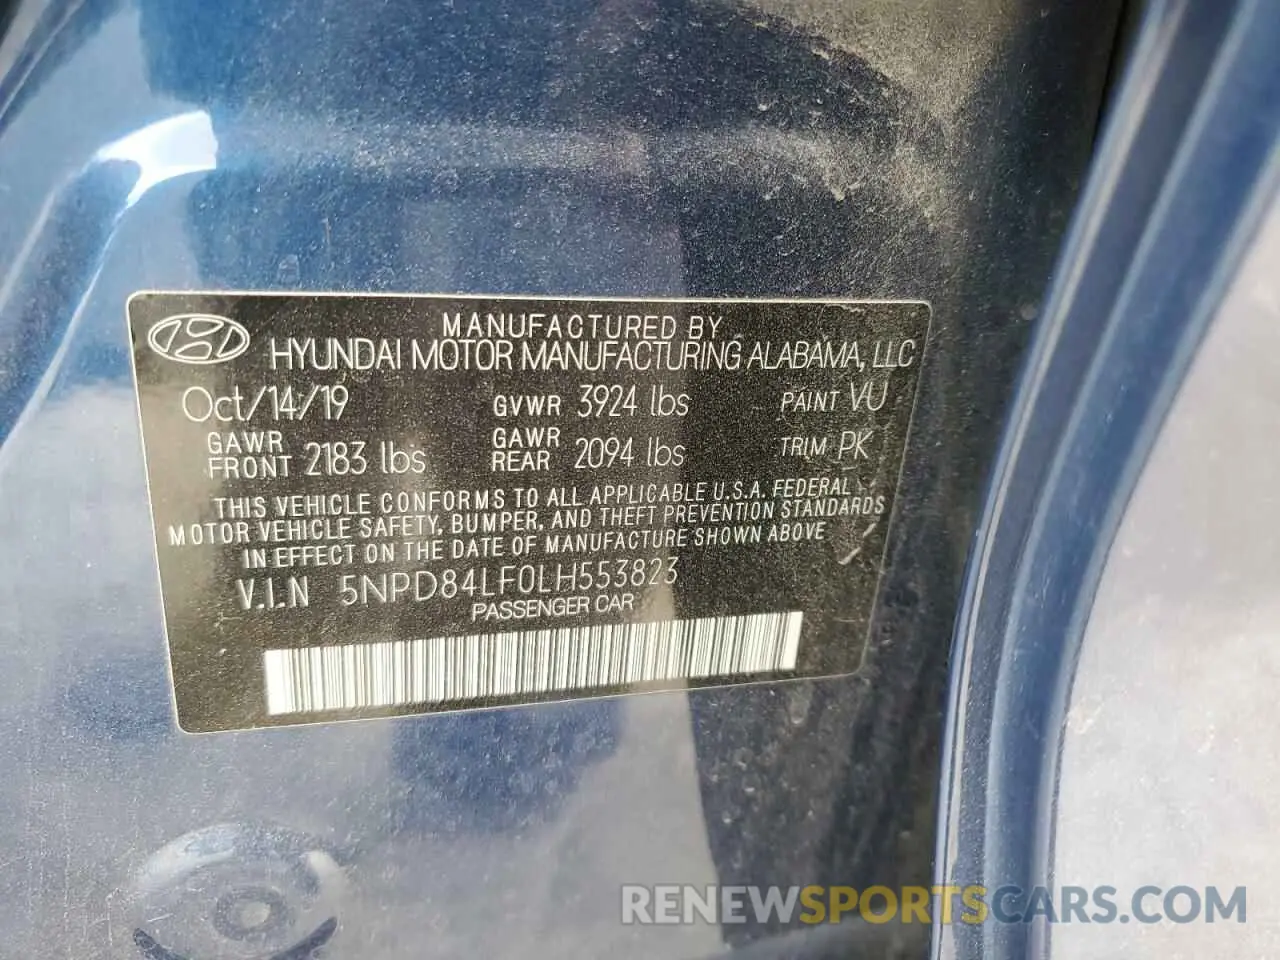 MANUFACTURED BY
HYUNDAI MOTOR MANUFACTURING ALABAMA, LLC
Oct/14/19 GVWR 3924 lbs PAINT VU
GAWR FRONT 2183 lbs GAWR REAR 2094 lbs TRIM PK
THIS VEHICLE CONFORMS TO ALL APPLICABLE U.S.A. FEDERAL
MOTOR VEHICLE SAFETY, BUMPER, AND THEFT PREVENTION STANDARDS
IN EFFECT ON THE DATE OF MANUFACTURE SHOWN ABOVE
V.I.N 5NPD84LF0LH553823
PASSENGER CAR
RENEWSPORTSCARS.COM